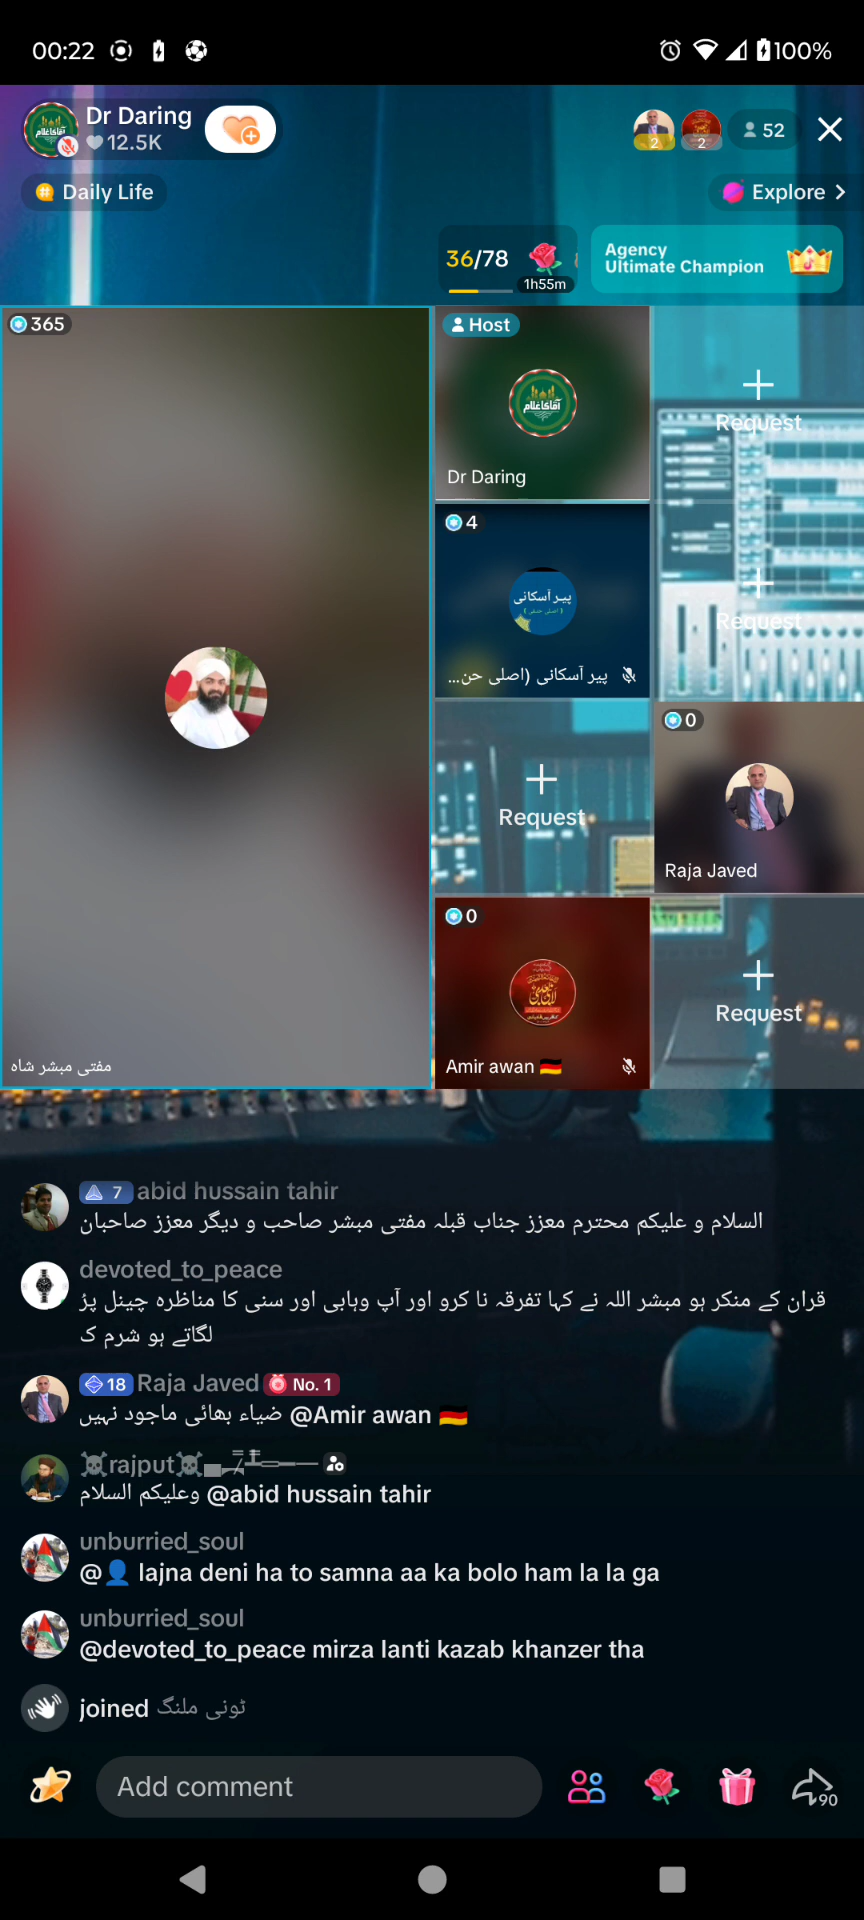 00:22
100%
Dr Daring
12.5K
2
2
52
Daily Life
Explore
36/78
1h55m
Agency
Ultimate Champion
365
Host
آقا کا غلام
Dr Daring
Request
4
پیر آسکانی
(اصلی حنفی)
پیر آسکانی (اصلی حن...
Request
Request
0
Raja Javed
0
Amir awan 🇩🇪
Request
مفتی مبشر شاہ
7 abid hussain tahir
السلام و علیکم محترم معزز جناب قبلہ مفتی مبشر صاحب و دیگر معزز صاحبان
devoted_to_peace
قران کے منکر ہو مبشر اللہ نے کہا تفرقہ نا کرو اور آپ وہابی اور سنی کا مناظرہ چینل پرُ
لگاتے ہو شرم ک
18 Raja Javed No. 1
ضیاء بھائی ماجود نہیں @Amir awan 🇩🇪
☠️rajput☠️
وعلیکم السلام @abid hussain tahir
unburried_soul
@👤 lajna deni ha to samna aa ka bolo ham la la ga
unburried_soul
@devoted_to_peace mirza lanti kazab khanzer tha
joined ٹونی ملنگ
Add comment
90